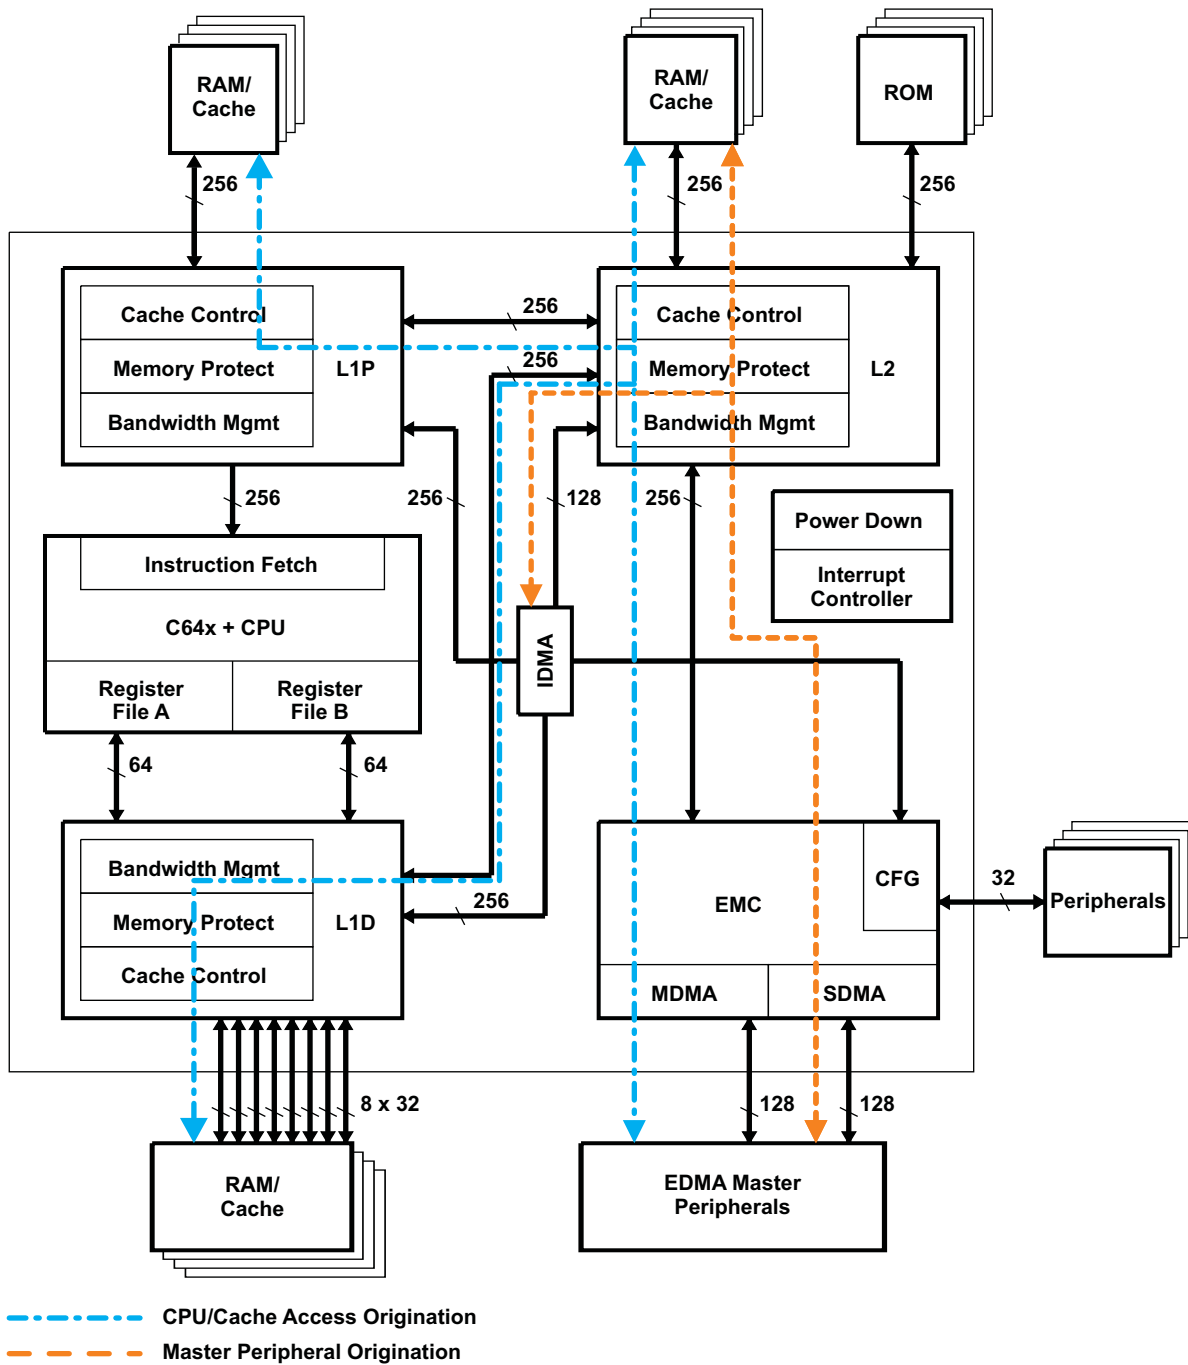 RAM/
Cache
RAM/
Cache
ROM
256
256
256
Cache Control
Memory Protect
Bandwidth Mgmt
L1P
256
256
Cache Control
Memory Protect
Bandwidth Mgmt
L2
256
256
128
256
Power Down
Interrupt
Controller
Instruction Fetch
C64x + CPU
Register
File A
Register
File B
IDMA
64
64
Bandwidth Mgmt
Memory Protect
Cache Control
L1D
256
EMC
CFG
MDMA
SDMA
32
Peripherals
8 x 32
128
128
RAM/
Cache
EDMA Master
Peripherals
CPU/Cache Access Origination
Master Peripheral Origination